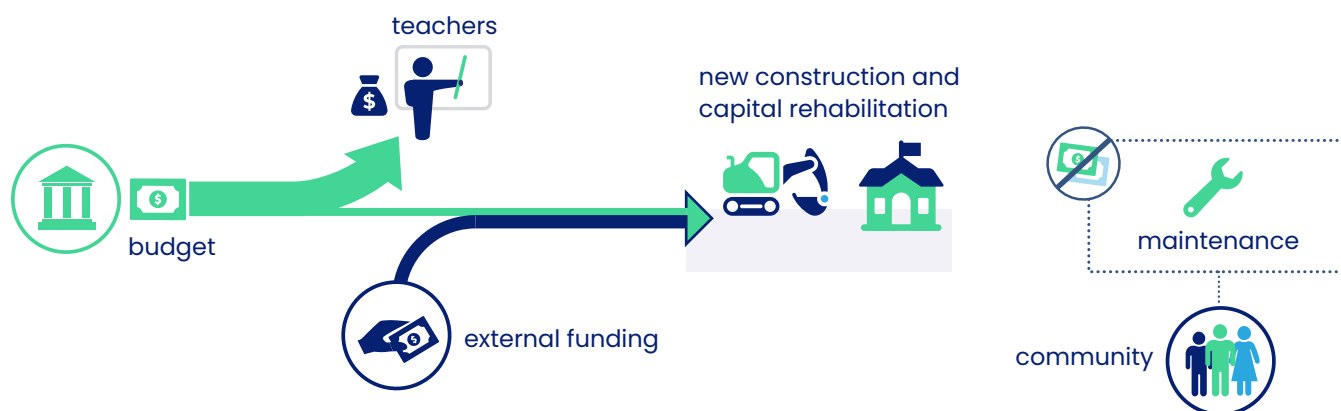 teachers
$
new construction and
capital rehabilitation
$
budget
$
maintenance
$
external funding
community